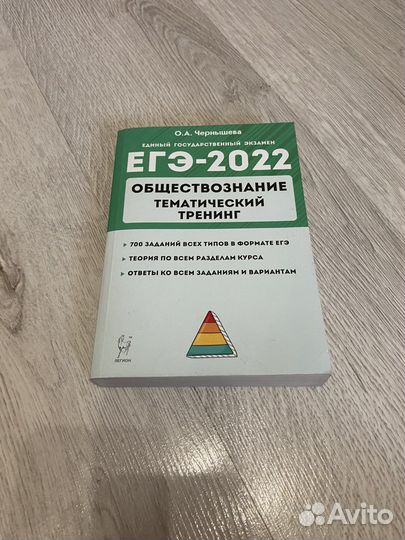 О.А. Чернышева
ЕДИНЫЙ ГОСУДАРСТВЕННЫЙ ЭКЗАМЕН
ЕГЭ-2022
ОБЩЕСТВОЗНАНИЕ
ТЕМАТИЧЕСКИЙ
ТРЕНИНГ
700 ЗАДАНИЙ ВСЕХ ТИПОВ В ФОРМАТЕ ЕГЭ
ТЕОРИЯ ПО ВСЕМ РАЗДЕЛАМ КУРСА
ОТВЕТЫ КО ВСЕМ ЗАДАНИЯМ И ВАРИАНТАМ
ЛЕГИОН
Avito